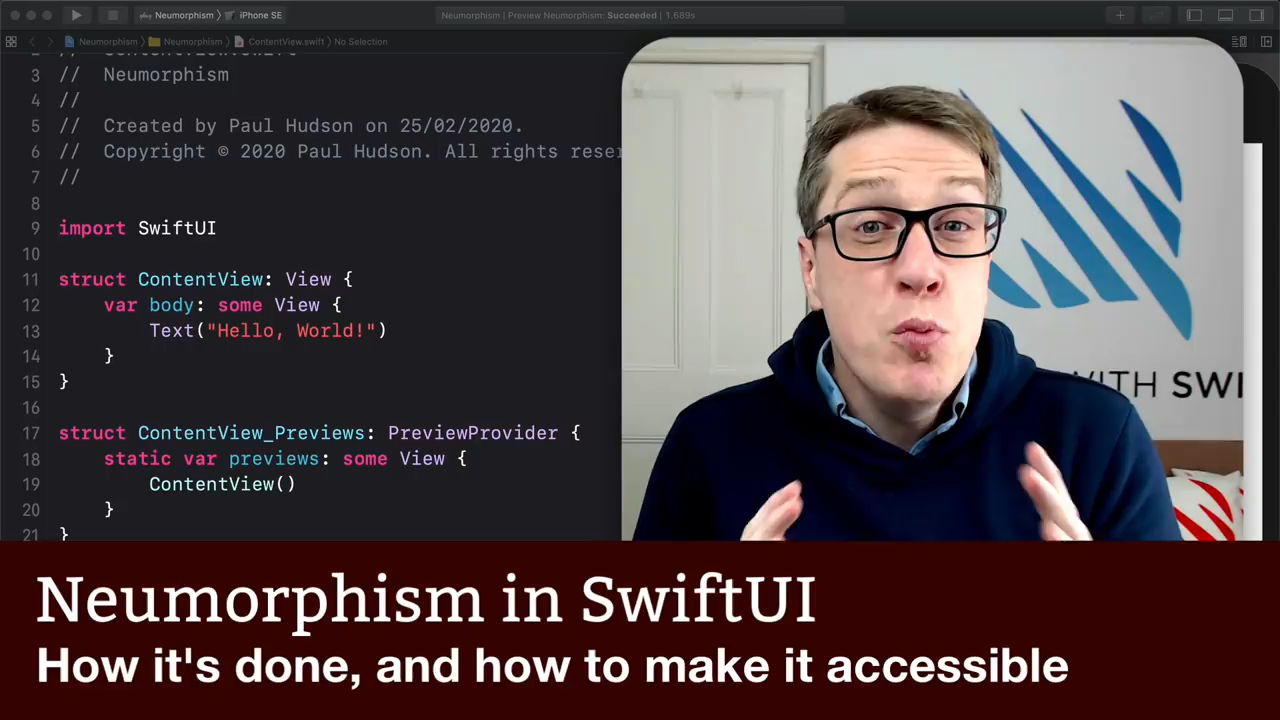 Neumorphism iPhone SE
Neumorphism | Preview Neumorphism: Succeeded | 1.689s
Neumorphism Neumorphism ContentView.swift No Selection
3 // Neumorphism
4 //
5 // Created by Paul Hudson on 25/02/2020.
6 // Copyright © 2020 Paul Hudson. All rights reser
7 //
8
9 import SwiftUI
10
11 struct ContentView: View {
12 var body: some View {
13 Text("Hello, World!")
14 }
15 }
16
17 struct ContentView_Previews: PreviewProvider {
18 static var previews: some View {
19 ContentView()
20 }
21 }
WITH SWI
Neumorphism in SwiftUI
How it's done, and how to make it accessible